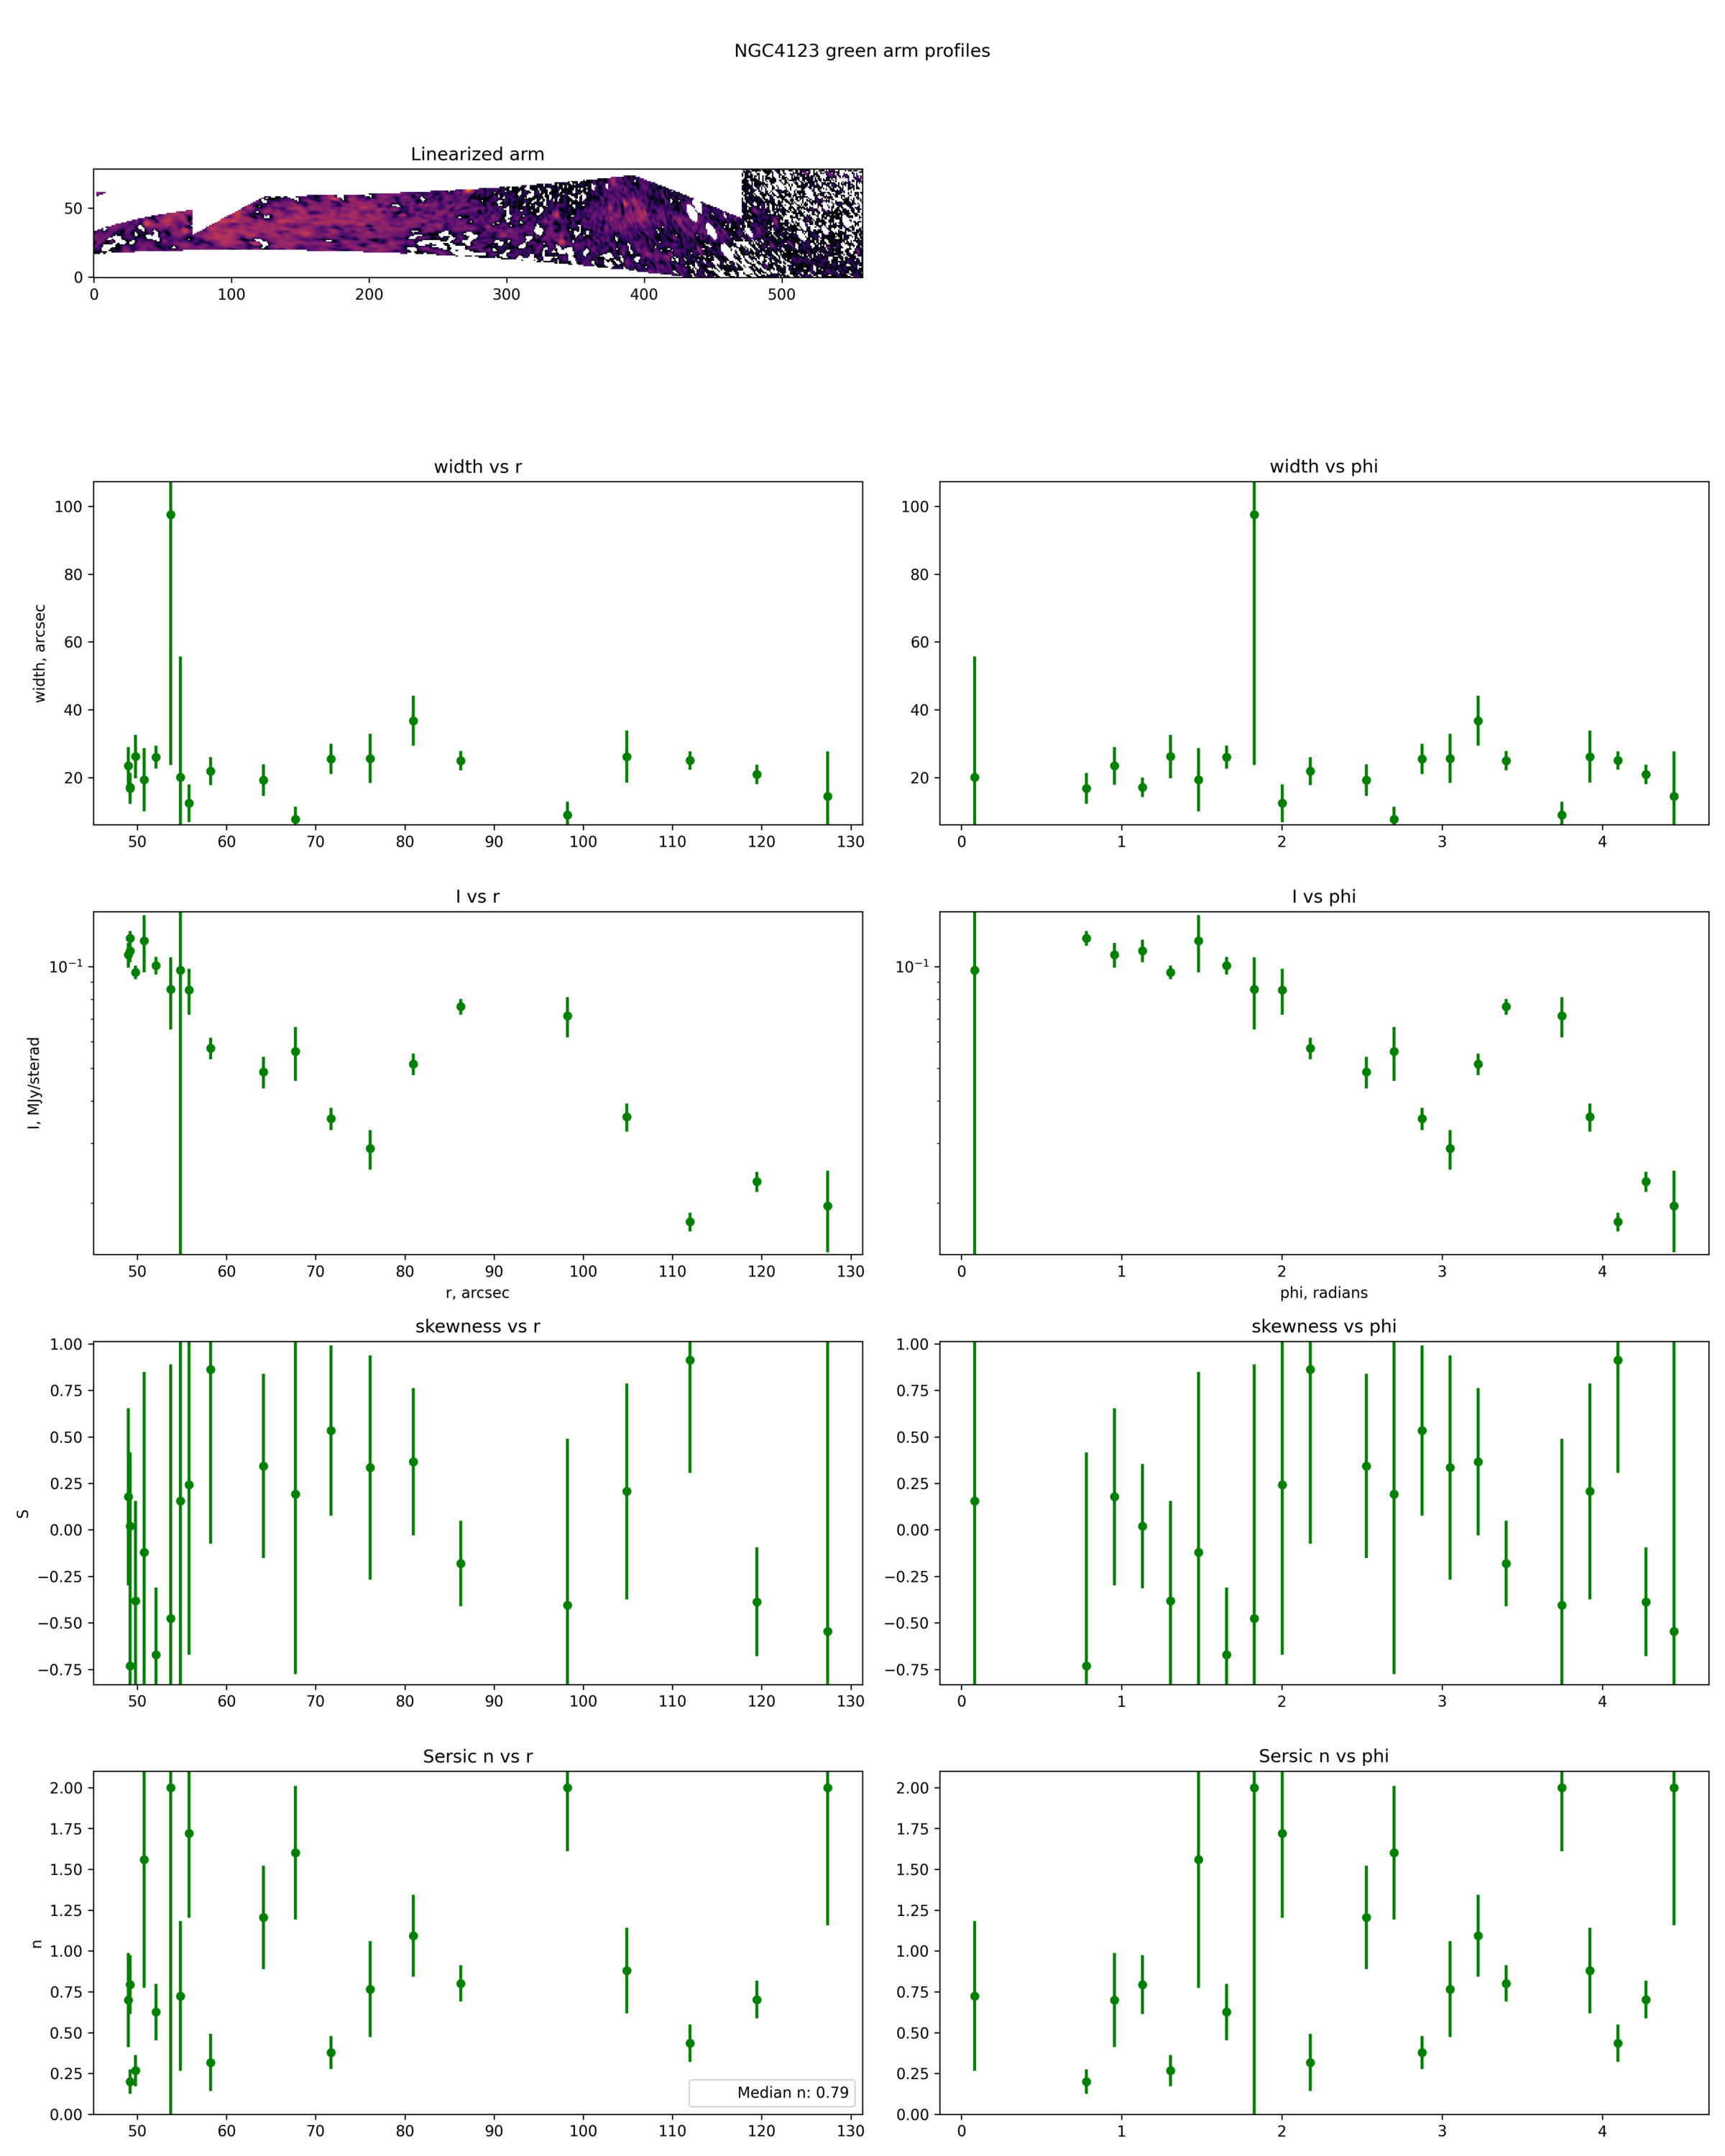 NGC4123 green arm profiles
Linearized arm
50
0
0 100 200 300 400 500
width vs r
width, arcsec
100
80
60
40
20
50 60 70 80 90 100 110 120 130
width vs phi
100
80
60
40
20
0 1 2 3 4
I vs r
I, MJy/sterad
10⁻¹
50 60 70 80 90 100 110 120 130
r, arcsec
I vs phi
10⁻¹
0 1 2 3 4
phi, radians
skewness vs r
S
1.00
0.75
0.50
0.25
0.00
−0.25
−0.50
−0.75
50 60 70 80 90 100 110 120 130
skewness vs phi
1.00
0.75
0.50
0.25
0.00
−0.25
−0.50
−0.75
0 1 2 3 4
Sersic n vs r
n
2.00
1.75
1.50
1.25
1.00
0.75
0.50
0.25
0.00
Median n: 0.79
50 60 70 80 90 100 110 120 130
Sersic n vs phi
2.00
1.75
1.50
1.25
1.00
0.75
0.50
0.25
0.00
0 1 2 3 4